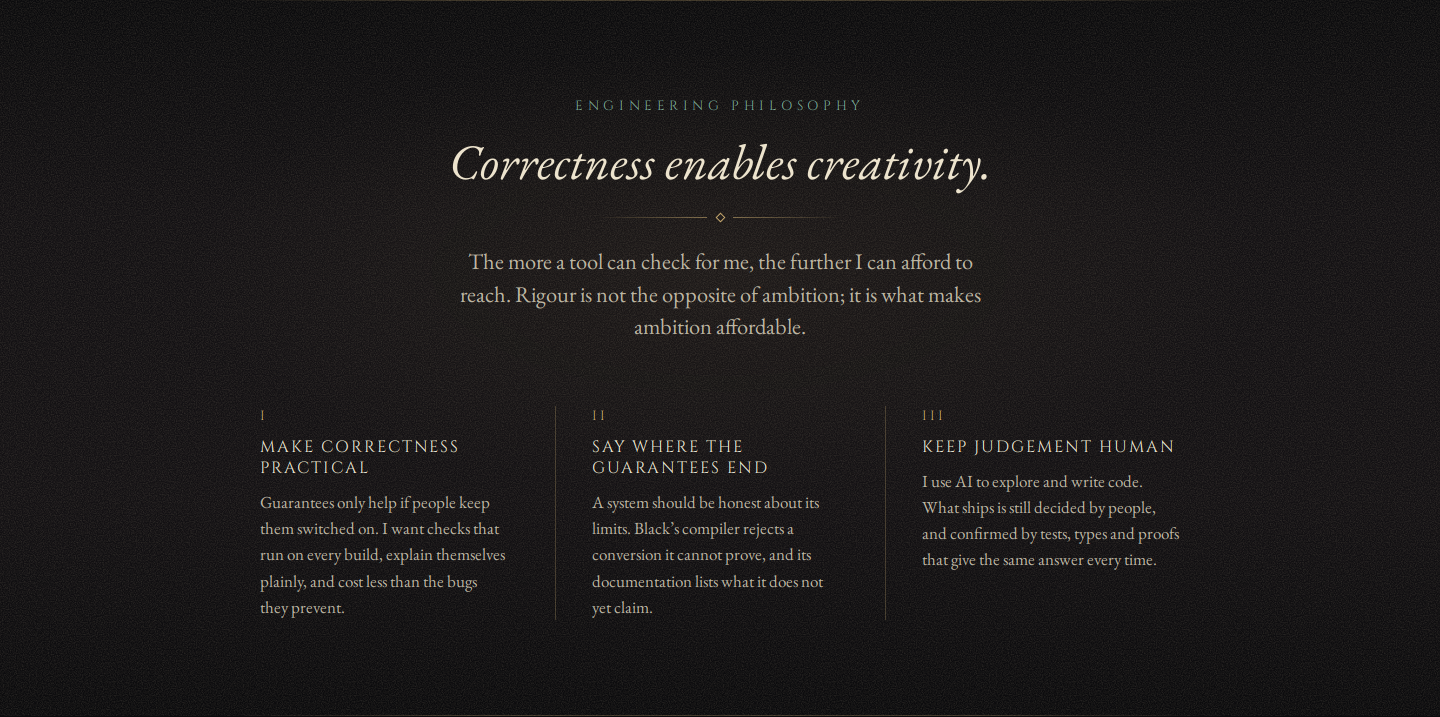 ENGINEERING PHILOSOPHY
Correctness enables creativity.
The more a tool can check for me, the further I can afford to
reach. Rigour is not the opposite of ambition; it is what makes
ambition affordable.
I
MAKE CORRECTNESS
PRACTICAL
Guarantees only help if people keep
them switched on. I want checks that
run on every build, explain themselves
plainly, and cost less than the bugs
they prevent.
II
SAY WHERE THE
GUARANTEES END
A system should be honest about its
limits. Black’s compiler rejects a
conversion it cannot prove, and its
documentation lists what it does not
yet claim.
III
KEEP JUDGEMENT HUMAN
I use AI to explore and write code.
What ships is still decided by people,
and confirmed by tests, types and proofs
that give the same answer every time.